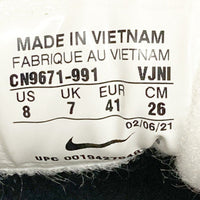 MADE IN VIETNAM
FABRIQUE AU VIETNAM
CN9671-991 VJNI
US UK EUR CM
8 7 41 26
02/06/21
UPC